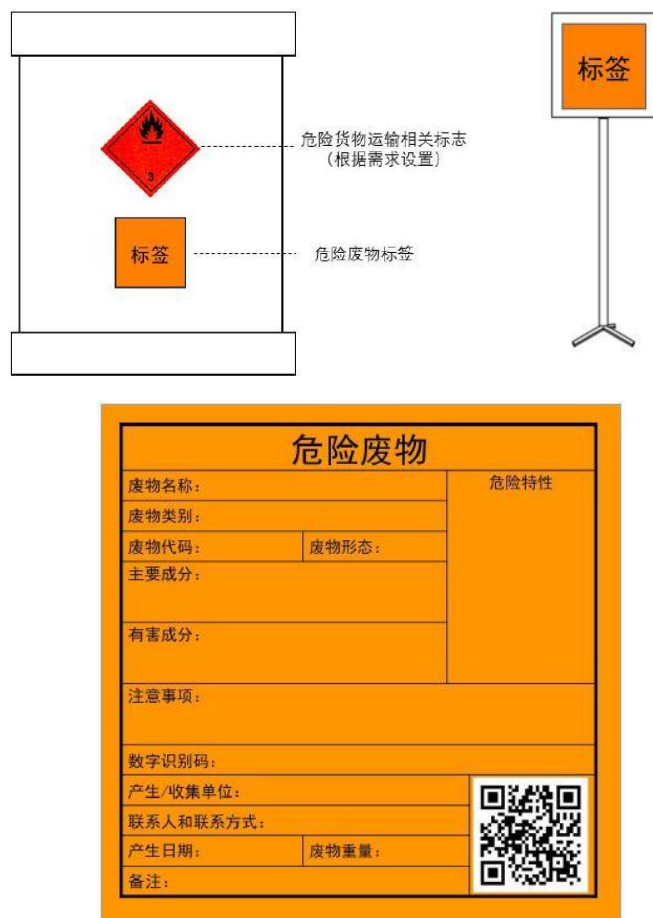 标签
危险货物运输相关标志
（根据需求设置）
3
标签
危险废物标签
危险废物
废物名称：
危险特性
废物类别：
废物代码：
废物形态：
主要成分：
有害成分：
注意事项：
数字识别码：
产生/收集单位：
联系人和联系方式：
产生日期：
废物重量：
备注：